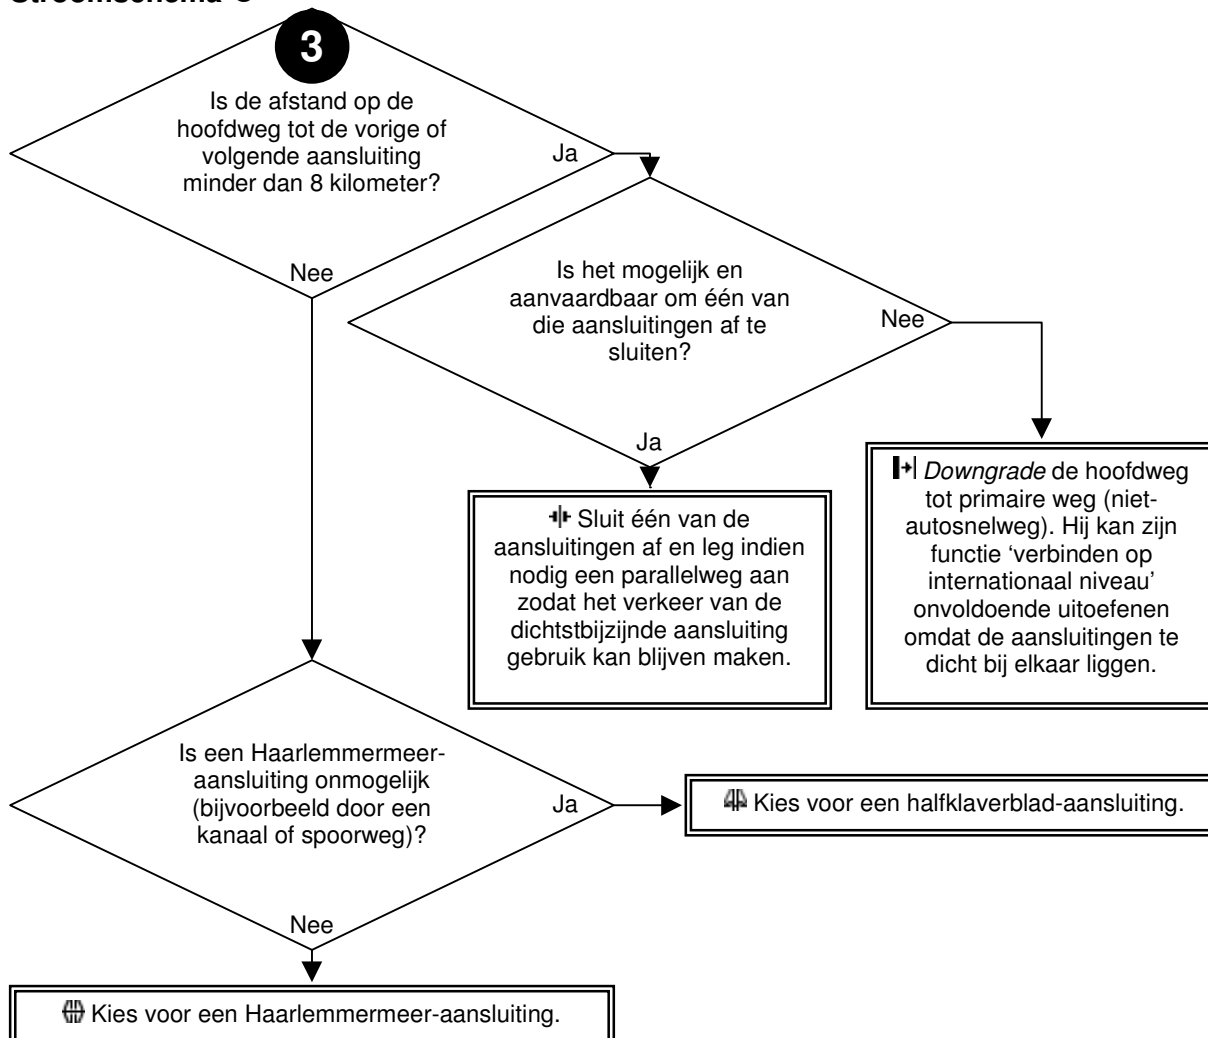 Stroomschema
3
Is de afstand op de
hoofdweg tot de vorige of
volgende aansluiting
minder dan 8 kilometer?
Ja
Nee
Is het mogelijk en
aanvaardbaar om één van
die aansluitingen af te
sluiten?
Nee
Ja
Downgrade de hoofdweg
tot primaire weg (niet-
autosnelweg). Hij kan zijn
functie ‘verbinden op
internationaal niveau’
onvoldoende uitoefenen
omdat de aansluitingen te
dicht bij elkaar liggen.
Sluit één van de
aansluitingen af en leg indien
nodig een parallelweg aan
zodat het verkeer van de
dichtstbijzijnde aansluiting
gebruik kan blijven maken.
Is een Haarlemmermeer-
aansluiting onmogelijk
(bijvoorbeeld door een
kanaal of spoorweg)?
Ja
Kies voor een halfklaverblad-aansluiting.
Nee
Kies voor een Haarlemmermeer-aansluiting.